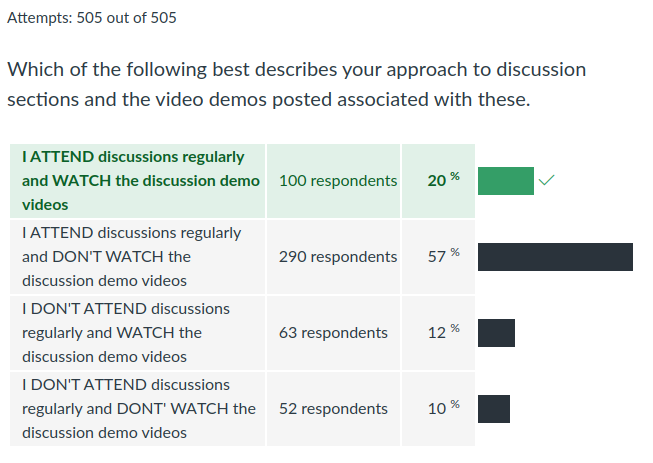 Attempts: 505 out of 505
Which of the following best describes your approach to discussion
sections and the video demos posted associated with these.
I ATTEND discussions regularly
and WATCH the discussion demo
videos
100 respondents
20 %
I ATTEND discussions regularly
and DON'T WATCH the
discussion demo videos
290 respondents
57 %
I DON'T ATTEND discussions
regularly and WATCH the
discussion demo videos
63 respondents
12 %
I DON'T ATTEND discussions
regularly and DONT' WATCH the
discussion demo videos
52 respondents
10 %